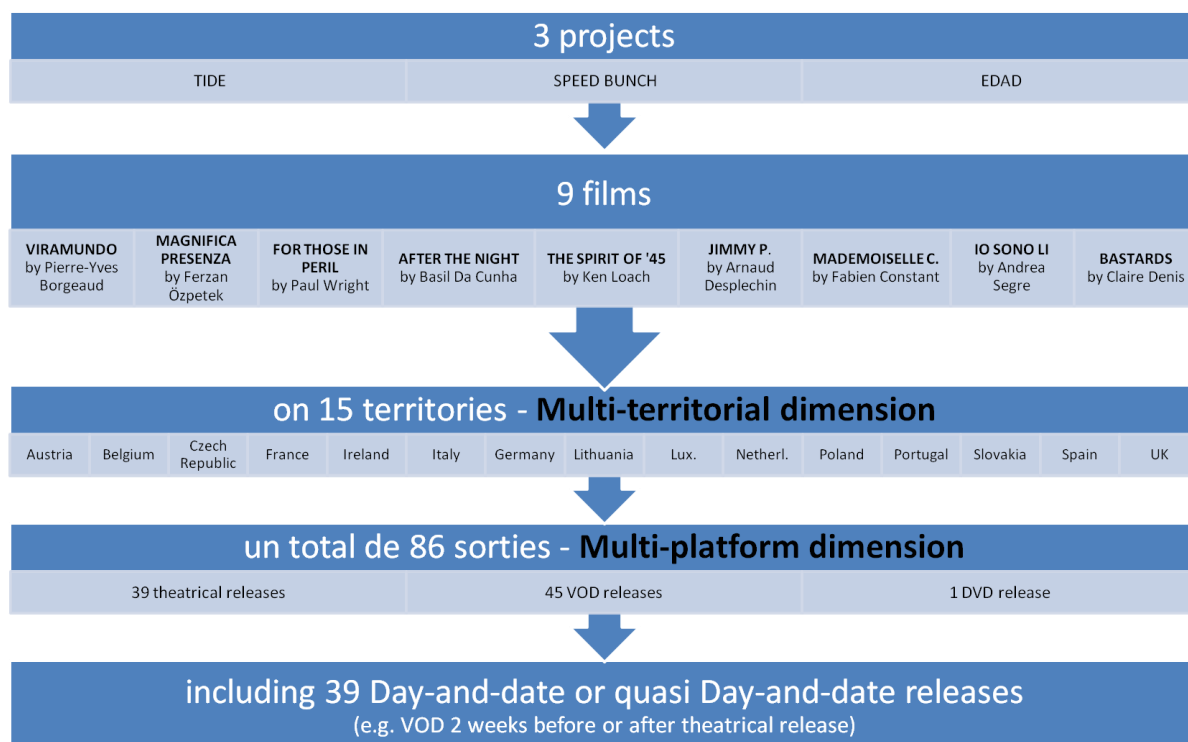 3 projects
TIDE
SPEED BUNCH
EDAD
9 films
VIRAMUNDO
by Pierre-Yves
Borgeaud
MAGNIFICA
PRESENZA
by Ferzan
Özpetek
FOR THOSE IN
PERIL
by Paul Wright
AFTER THE NIGHT
by Basil Da Cunha
THE SPIRIT OF '45
by Ken Loach
JIMMY P.
by Arnaud
Desplechin
MADEMOISELLE C.
by Fabien Constant
IO SONO LI
by Andrea
Segre
BASTARDS
by Claire Denis
on 15 territories - Multi-territorial dimension
Austria
Belgium
Czech
Republic
France
Ireland
Italy
Germany
Lithuania
Lux.
Netherl.
Poland
Portugal
Slovakia
Spain
UK
un total de 86 sorties - Multi-platform dimension
39 theatrical releases
45 VOD releases
1 DVD release
including 39 Day-and-date or quasi Day-and-date releases
(e.g. VOD 2 weeks before or after theatrical release)